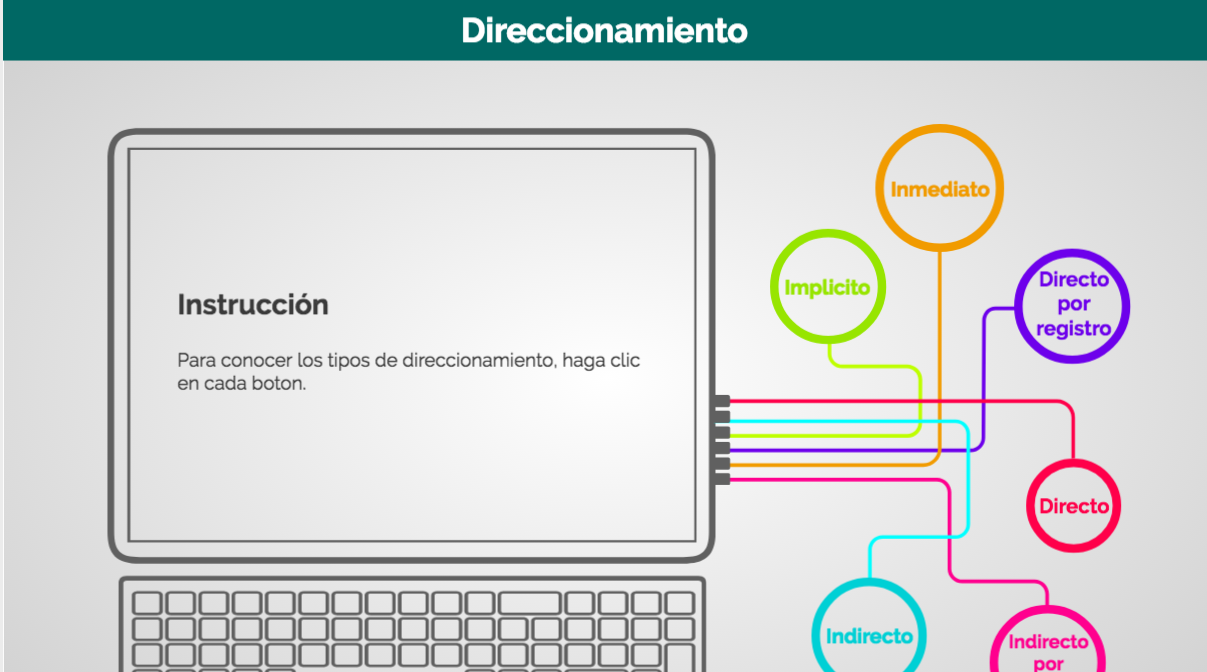 Direccionamiento
Instrucción
Para conocer los tipos de direccionamiento, haga clic
en cada boton.
Inmediato
Implicito
Directo
por
registro
Directo
Indirecto
Indirecto
por